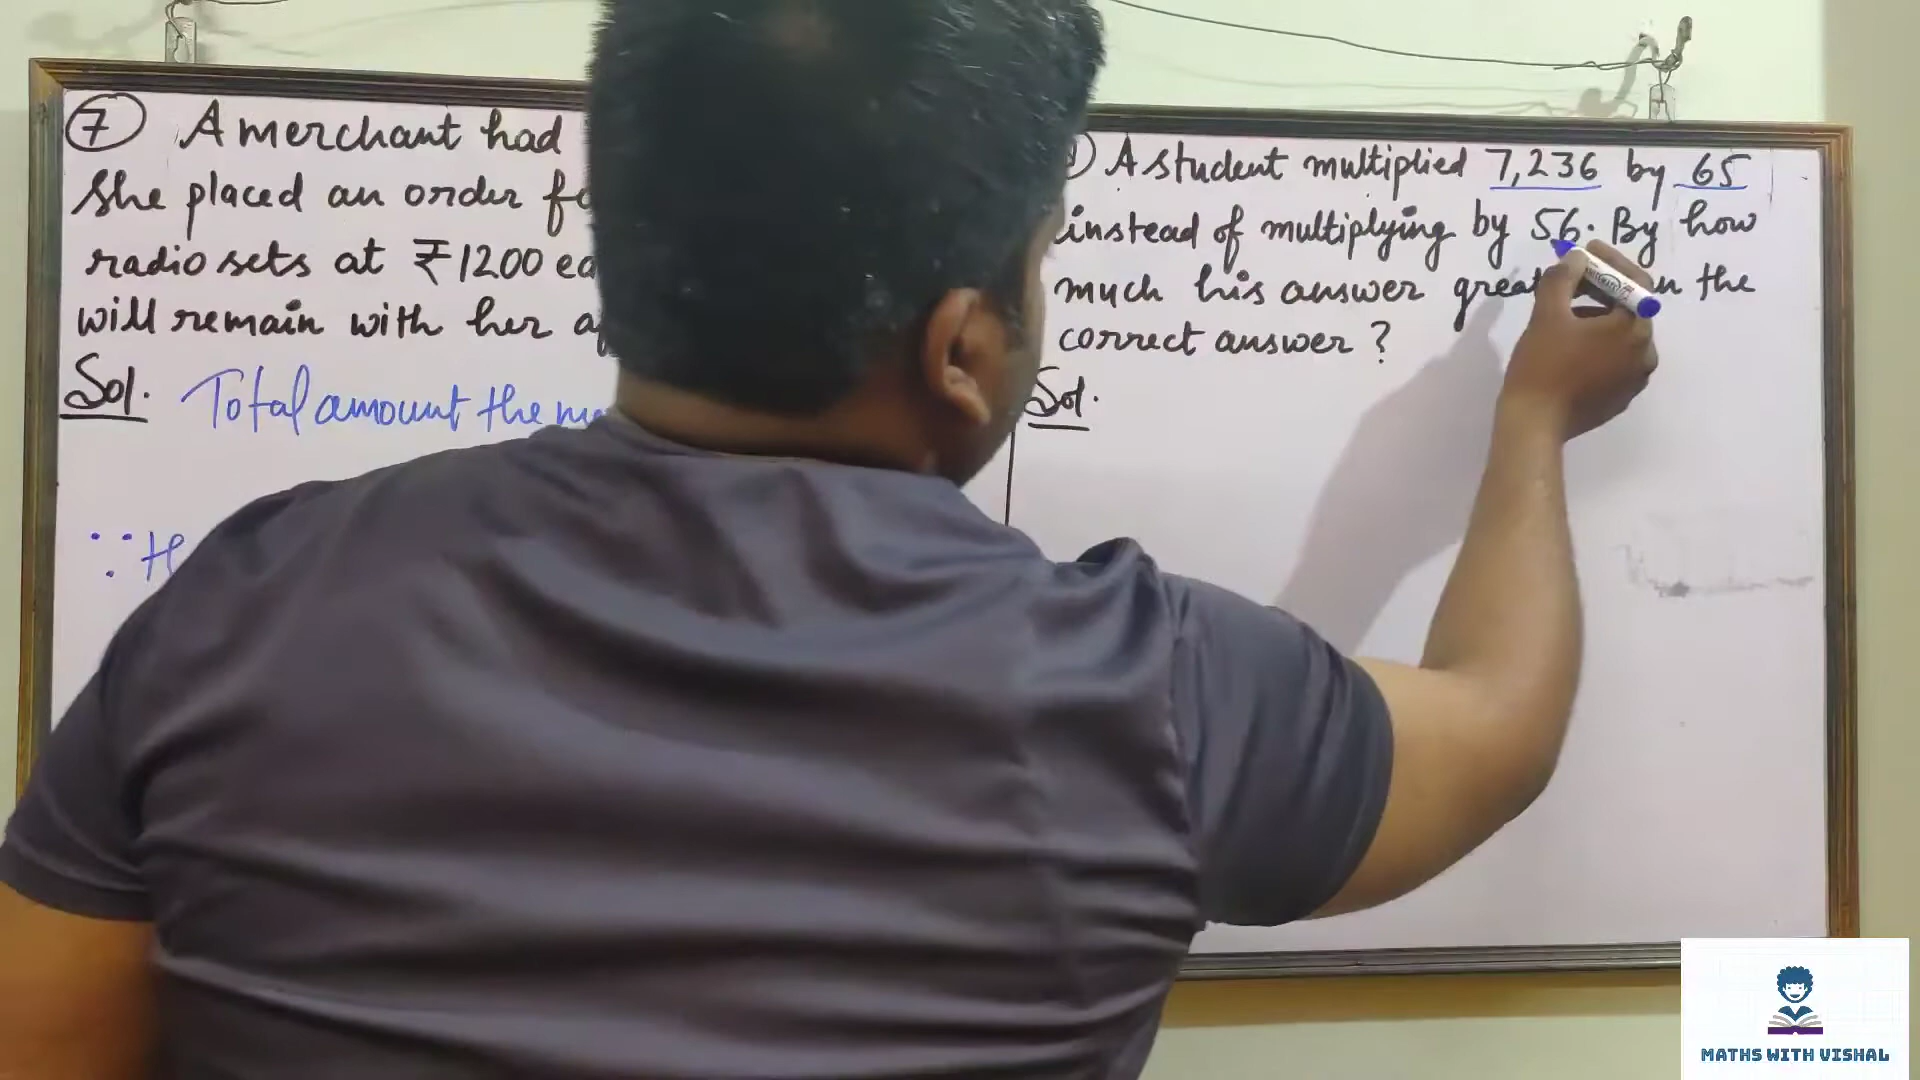 7 A merchant had
She placed an order
radio sets at ₹1200
will remain with her
Sol. Total amount the
∵
) A student multiplied 7,236 by 65
instead of multiplying by 56. By how
much his answer the
correct answer ?
Sol.
MATHS WITH VISHAL